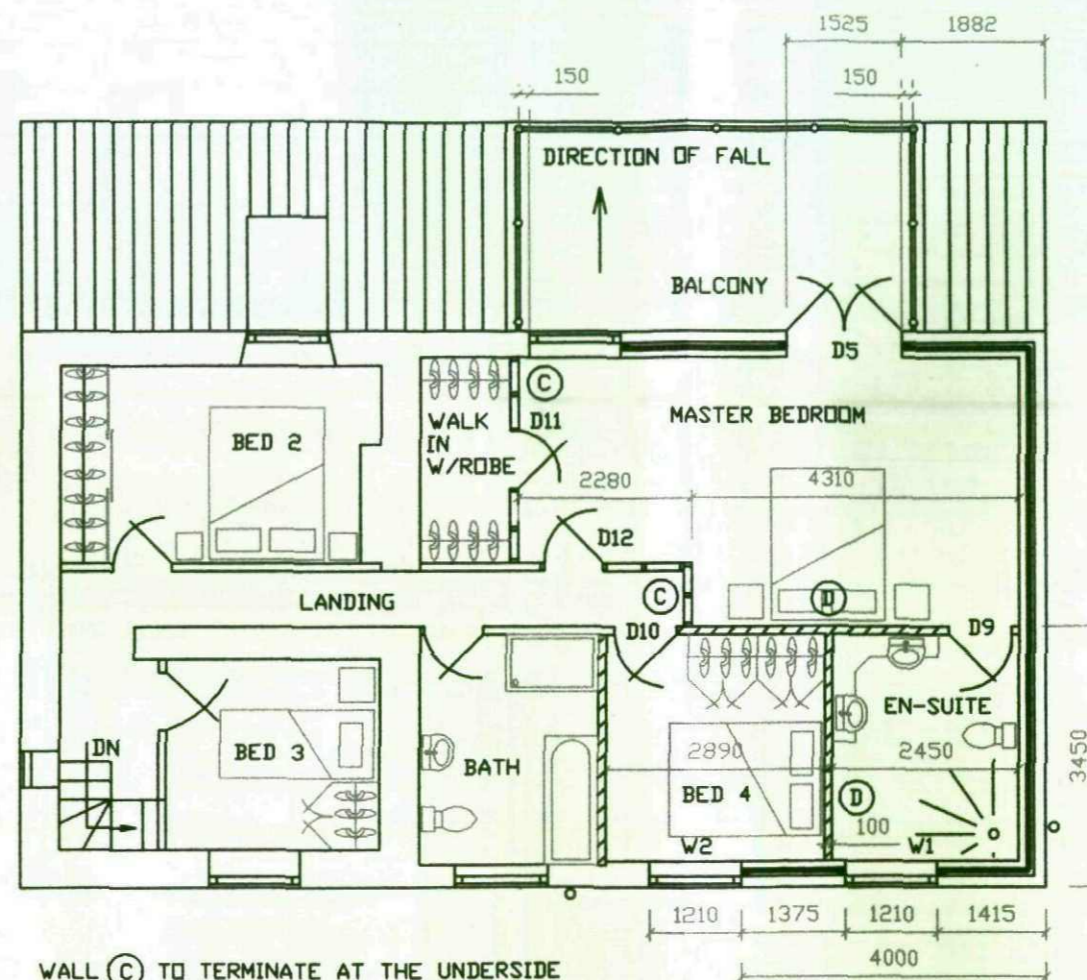 1525 1882
150 150
DIRECTION OF FALL
BALCONY
D5
C
D11
WALK
IN
W/ROBE
MASTER BEDROOM
BED 2
2280 4310
D12
LANDING
C
D
D10
D9
EN-SUITE
DN
BED 3
BATH
2890 2450
BED 4
D
100
W2
W1
3450
1210 1375 1210 1415
4000
WALL C TO TERMINATE AT THE UNDERSIDE